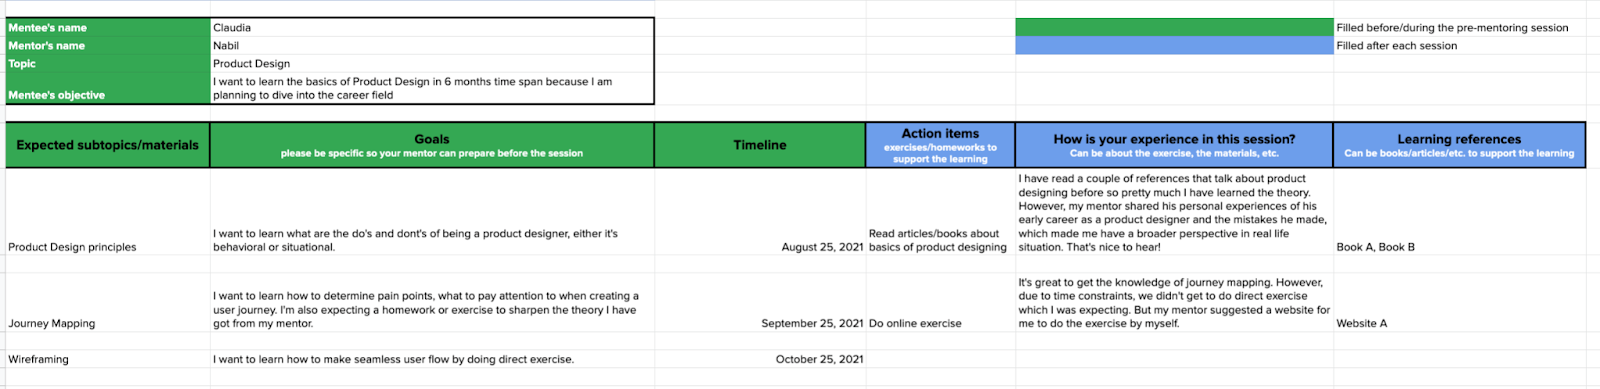 Mentee's name
Claudia
Filled before/during the pre-mentoring session
Mentor's name
Nabil
Filled after each session
Topic
Product Design
Mentee's objective
I want to learn the basics of Product Design in 6 months time span because I am
planning to dive into the career field
Expected subtopics/materials
Goals
please be specific so your mentor can prepare before the session
Timeline
Action items
exercises/homeworks to
support the learning
How is your experience in this session?
Can be about the exercise, the materials, etc.
Learning references
Can be books/articles/etc. to support the learning
Product Design principles
I want to learn what are the do's and dont's of being a product designer, either it's
behavioral or situational.
August 25, 2021
Read articles/books about
basics of product designing
I have read a couple of references that talk about product
designing before so pretty much I have learned the theory.
However, my mentor shared his personal experiences of his
early career as a product designer and the mistakes he made,
which made me have a broader perspective in real life
situation. That's nice to hear!
Book A, Book B
Journey Mapping
I want to learn how to determine pain points, what to pay attention to when creating a
user journey. I'm also expecting a homework or exercise to sharpen the theory I have
got from my mentor.
September 25, 2021
Do online exercise
It's great to get the knowledge of journey mapping. However,
due to time constraints, we didn't get to do direct exercise
which I was expecting. But my mentor suggested a website for
me to do the exercise by myself.
Website A
Wireframing
I want to learn how to make seamless user flow by doing direct exercise.
October 25, 2021